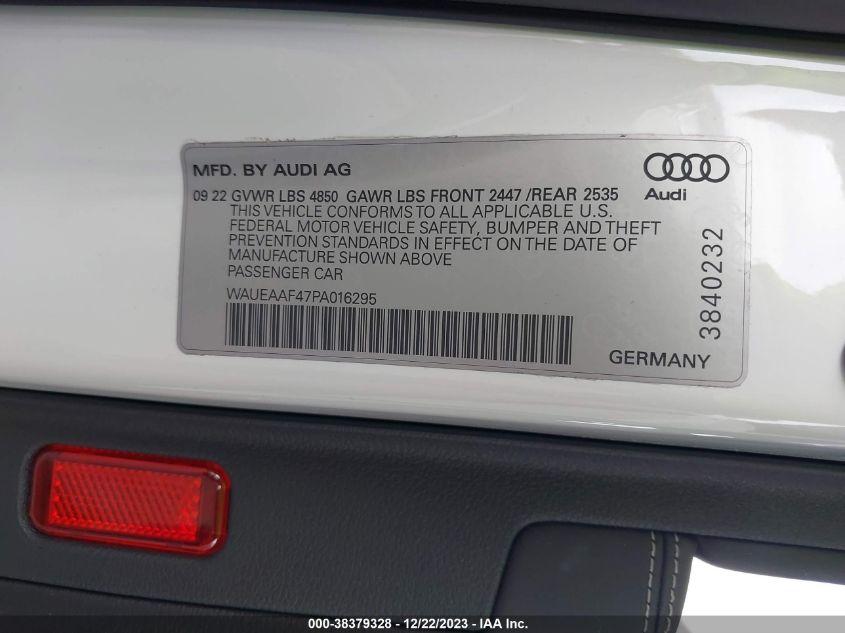 MFD. BY AUDI AG
Audi
09 22 GVWR LBS 4850 GAWR LBS FRONT 2447 /REAR 2535
THIS VEHICLE CONFORMS TO ALL APPLICABLE U.S.
FEDERAL MOTOR VEHICLE SAFETY, BUMPER AND THEFT
PREVENTION STANDARDS IN EFFECT ON THE DATE OF
MANUFACTURE SHOWN ABOVE
PASSENGER CAR
WAUEAAF47PA016295
3840232
GERMANY
000-38379328 - 12/22/2023 - IAA Inc.